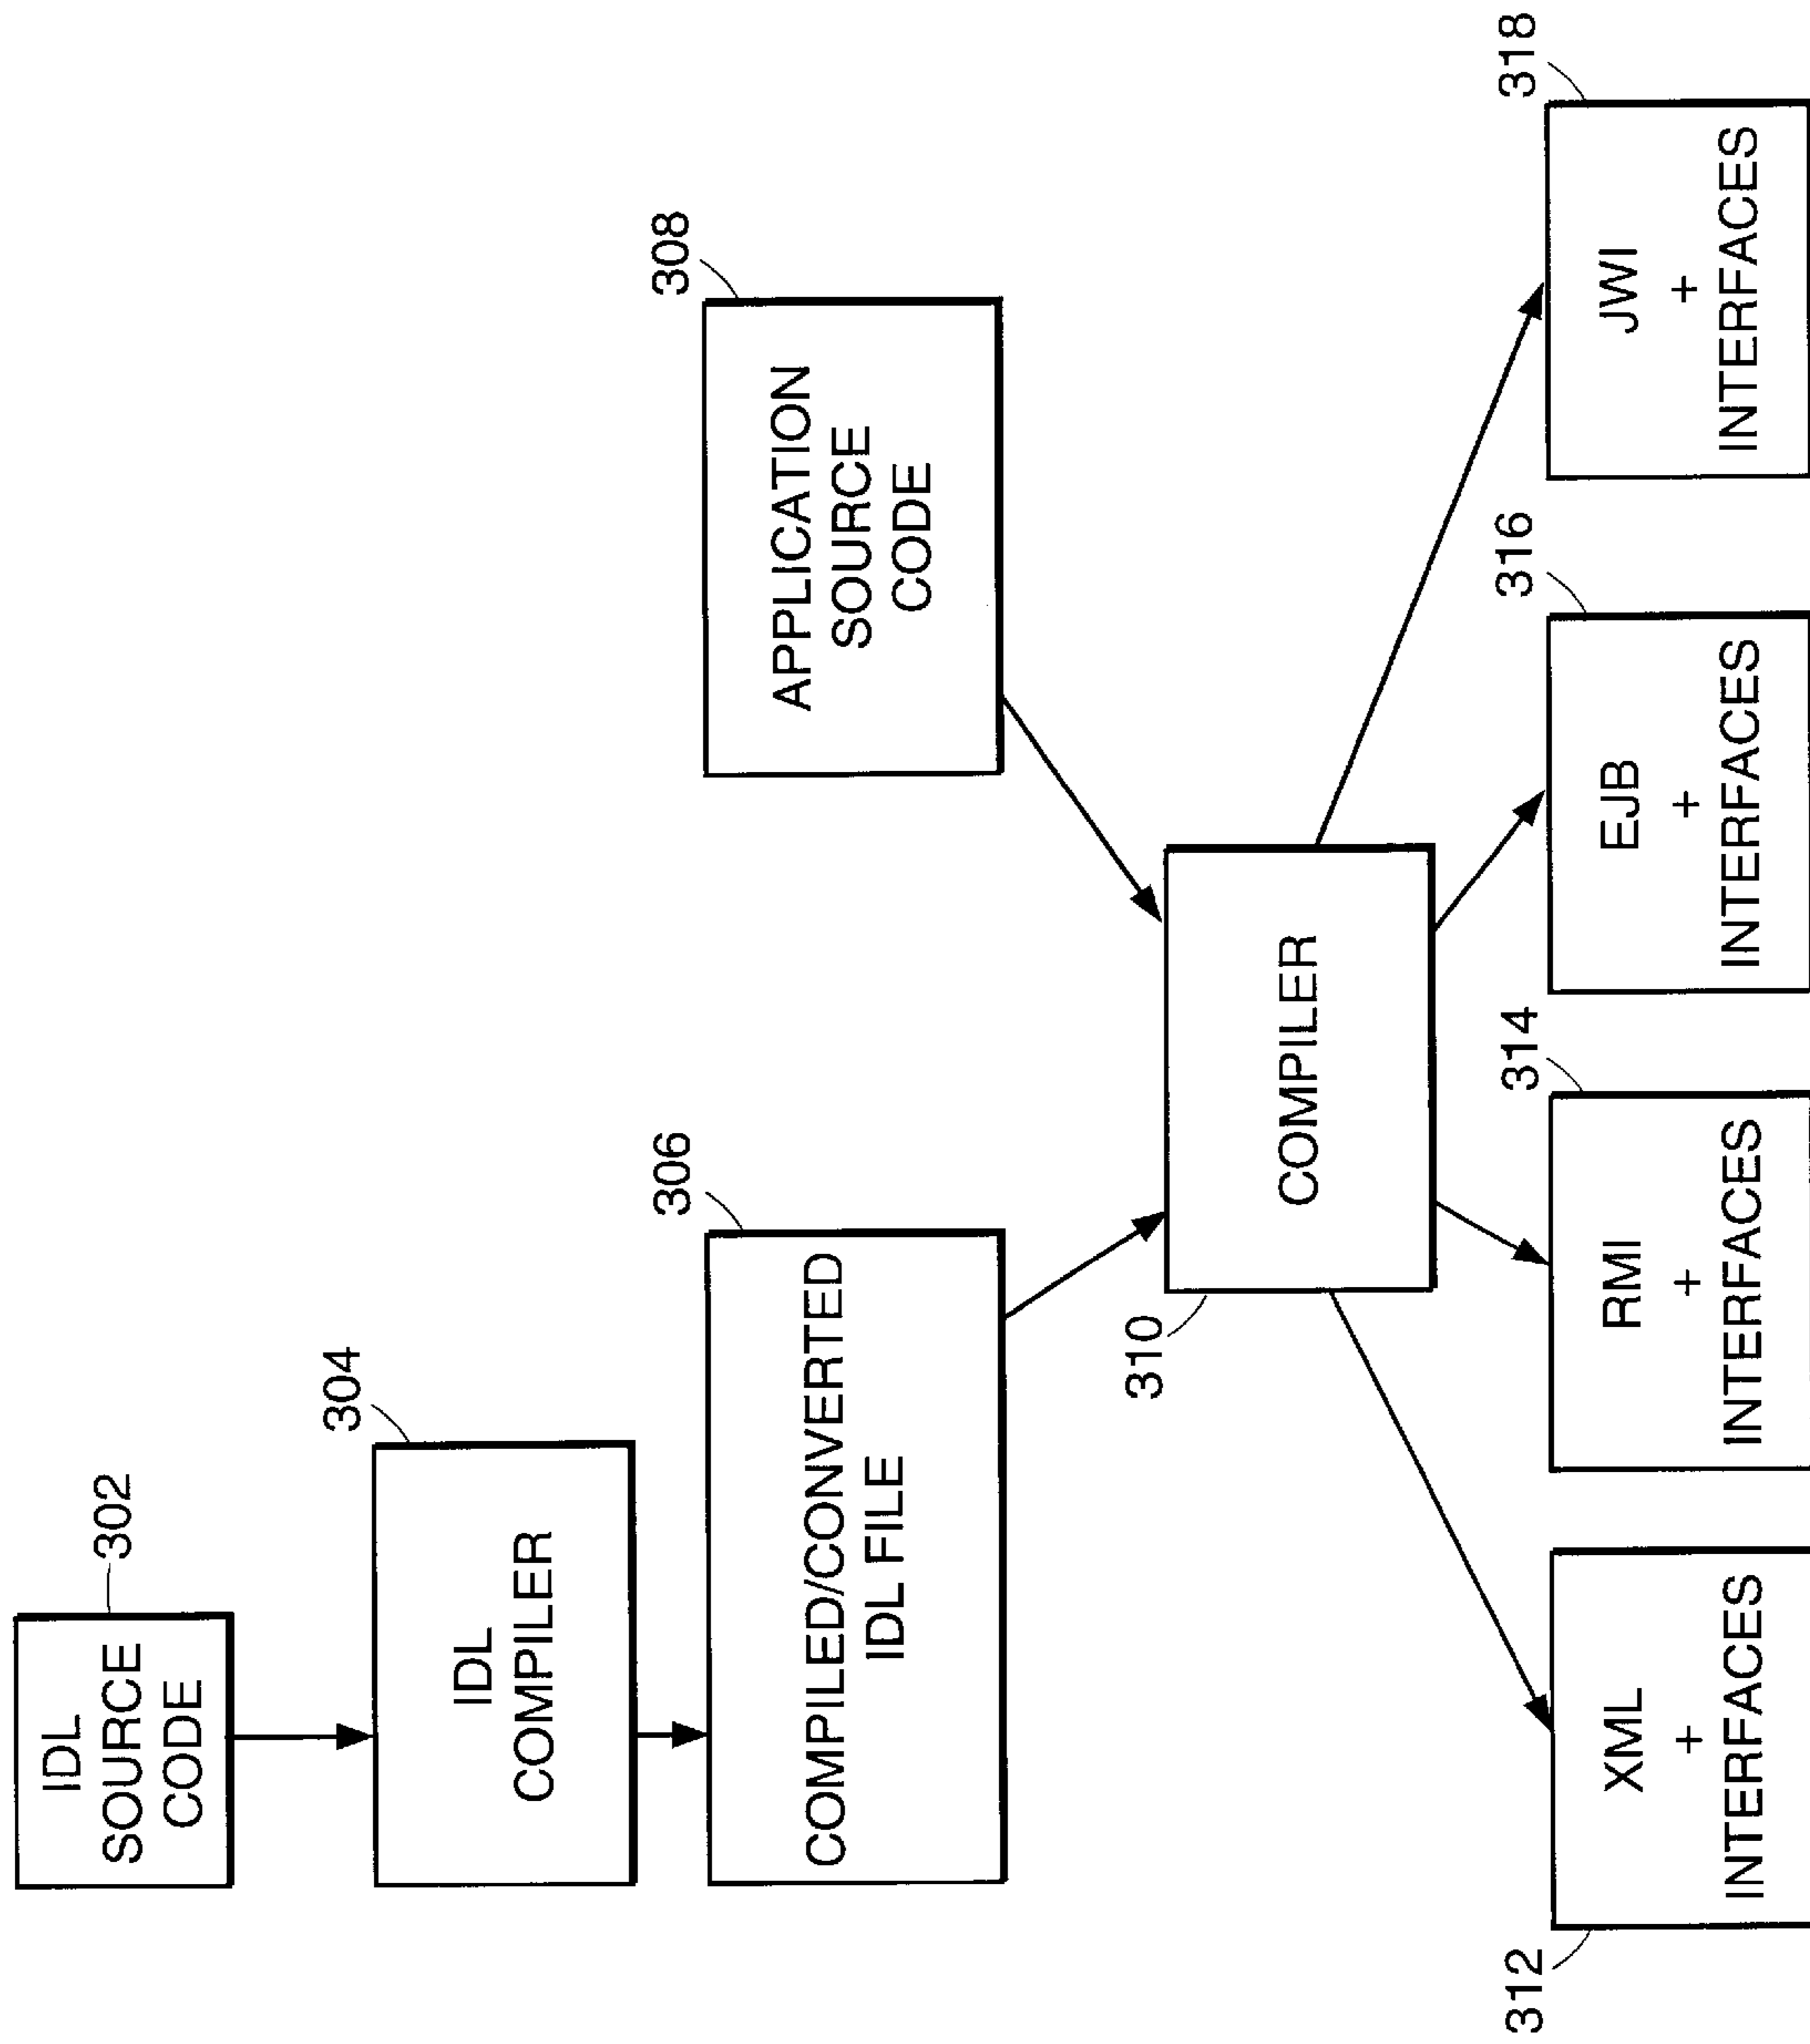 IDL
SOURCE
CODE
302
IDL
COMPILER
304
COMPILED/CONVERTED
IDL FILE
306
APPLICATION
SOURCE
CODE
308
COMPILER
310
XML
+
INTERFACES
312
RMI
+
INTERFACES
314
EJB
+
INTERFACES
316
JWI
+
INTERFACES
318